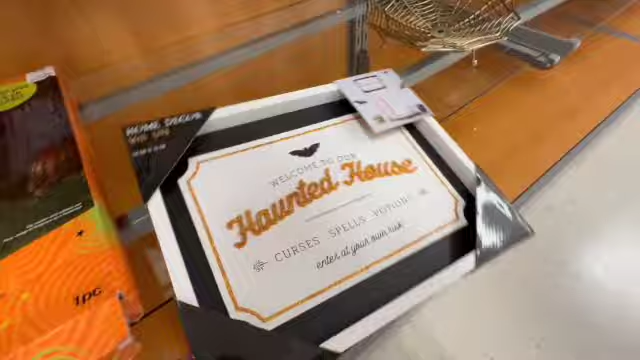 HOME DECOR
WELCOME TO OUR
Haunted House
CURSES SPELLS POTIONS
enter at your own risk
1pc